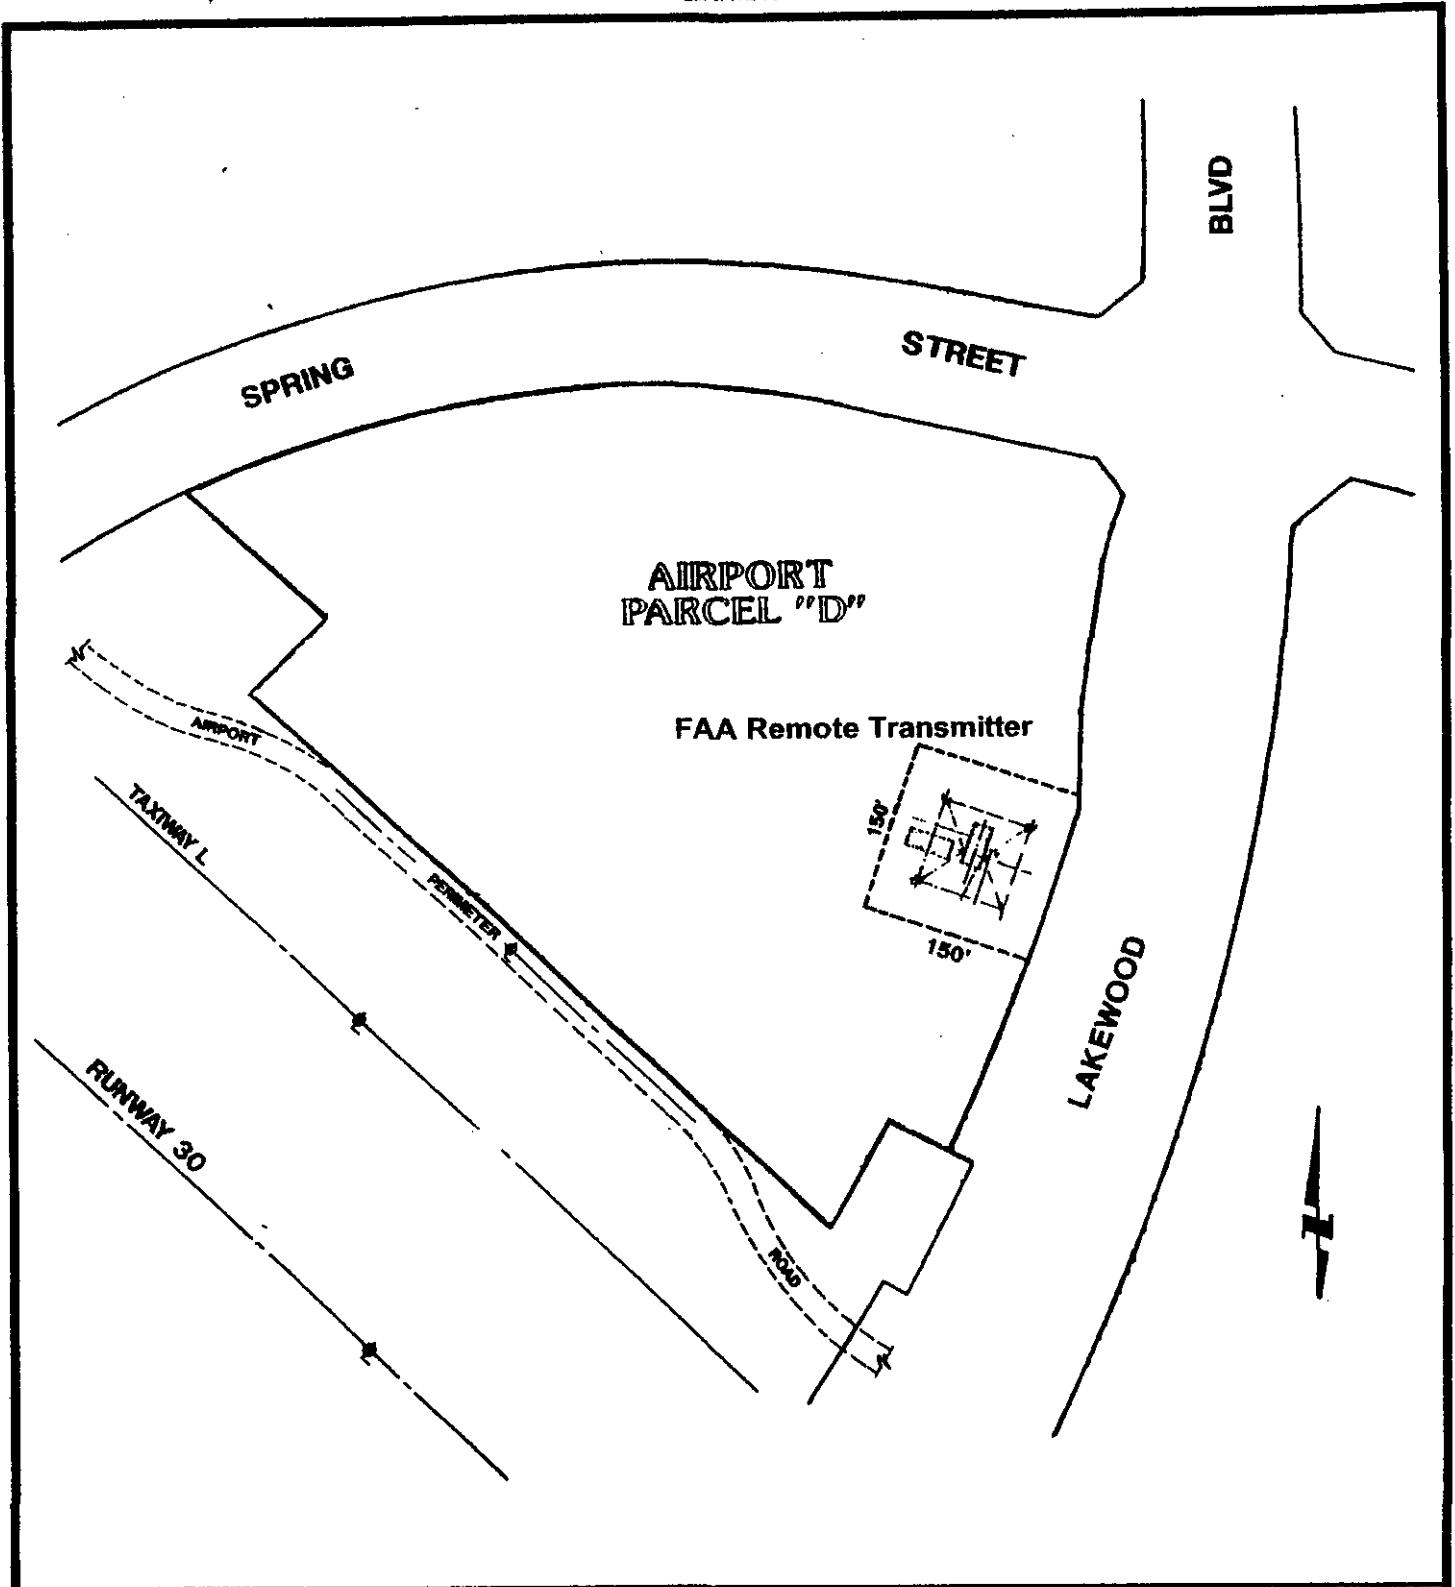 BLVD
SPRING
STREET
AIRPORT
PARCEL "D"
FAA Remote Transmitter
AIRPORT
150'
TAXIWAY L
PERIMETER
150'
LAKEWOOD
RUNWAY 30
ROAD